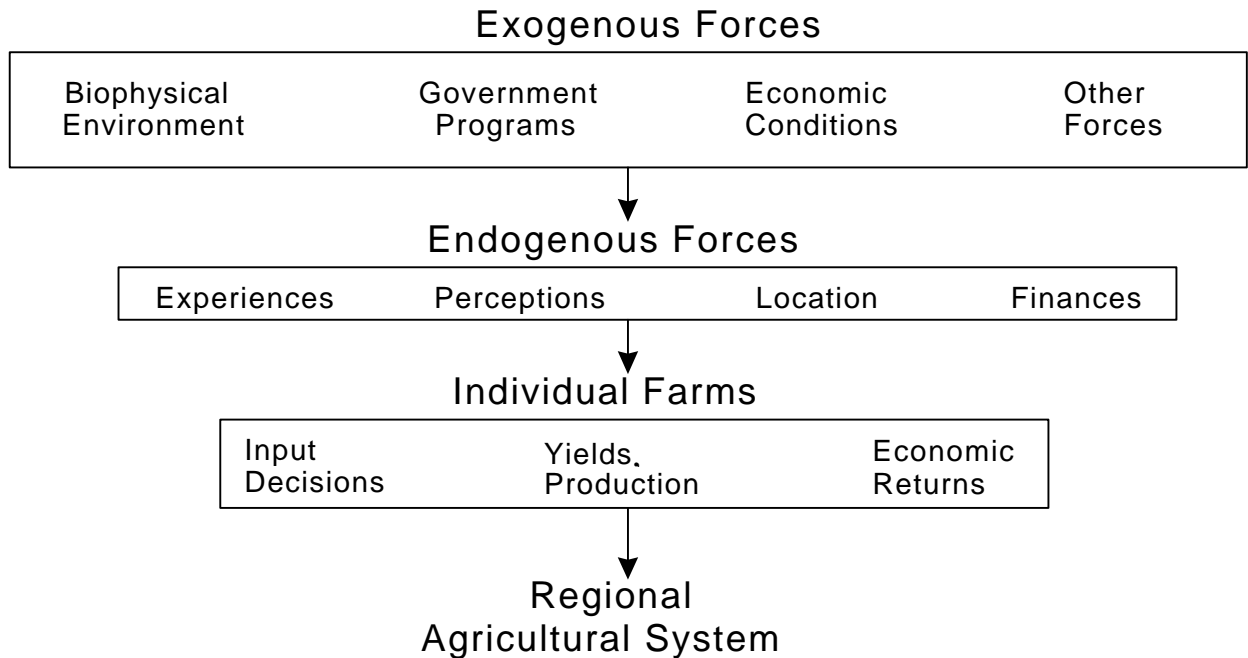 Exogenous Forces
Biophysical Government Economic Other
Environment Programs Conditions Forces
Endogenous Forces
Experiences Perceptions Location Finances
Individual Farms
Input Yields, Economic
Decisions Production Returns
Regional
Agricultural System